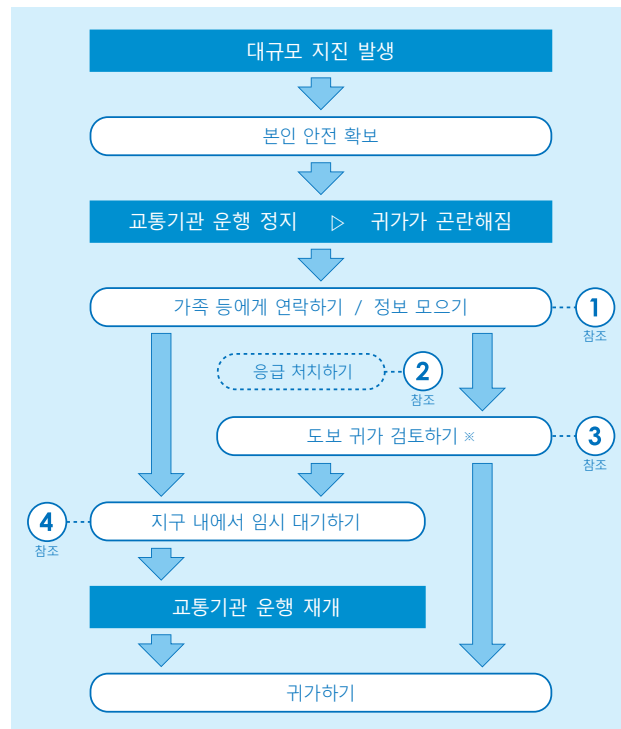 대규모 지진 발생
본인 안전 확보
교통기관 운행 정지 ▷ 귀가가 곤란해짐
가족 등에게 연락하기 / 정보 모으기
1
참조
응급 처치하기
2
참조
도보 귀가 검토하기 ※
3
참조
4
참조
지구 내에서 임시 대기하기
교통기관 운행 재개
귀가하기